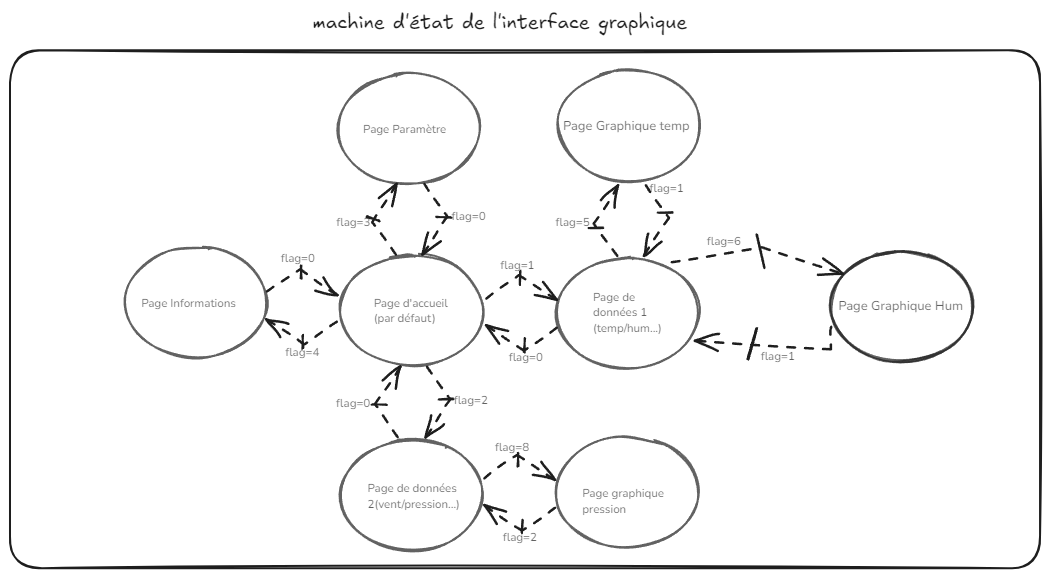 machine d'état de l'interface graphique
Page Paramètre
Page Graphique temp
flag=3
flag=0
flag=5
flag=1
flag=6
flag=0
flag=1
Page Informations
Page d'accueil
(par défaut)
Page de
données 1
(temp/hum...)
Page Graphique Hum
flag=4
flag=0
flag=1
flag=0
flag=2
flag=8
Page de données
2(vent/pression...)
Page graphique
pression
flag=2